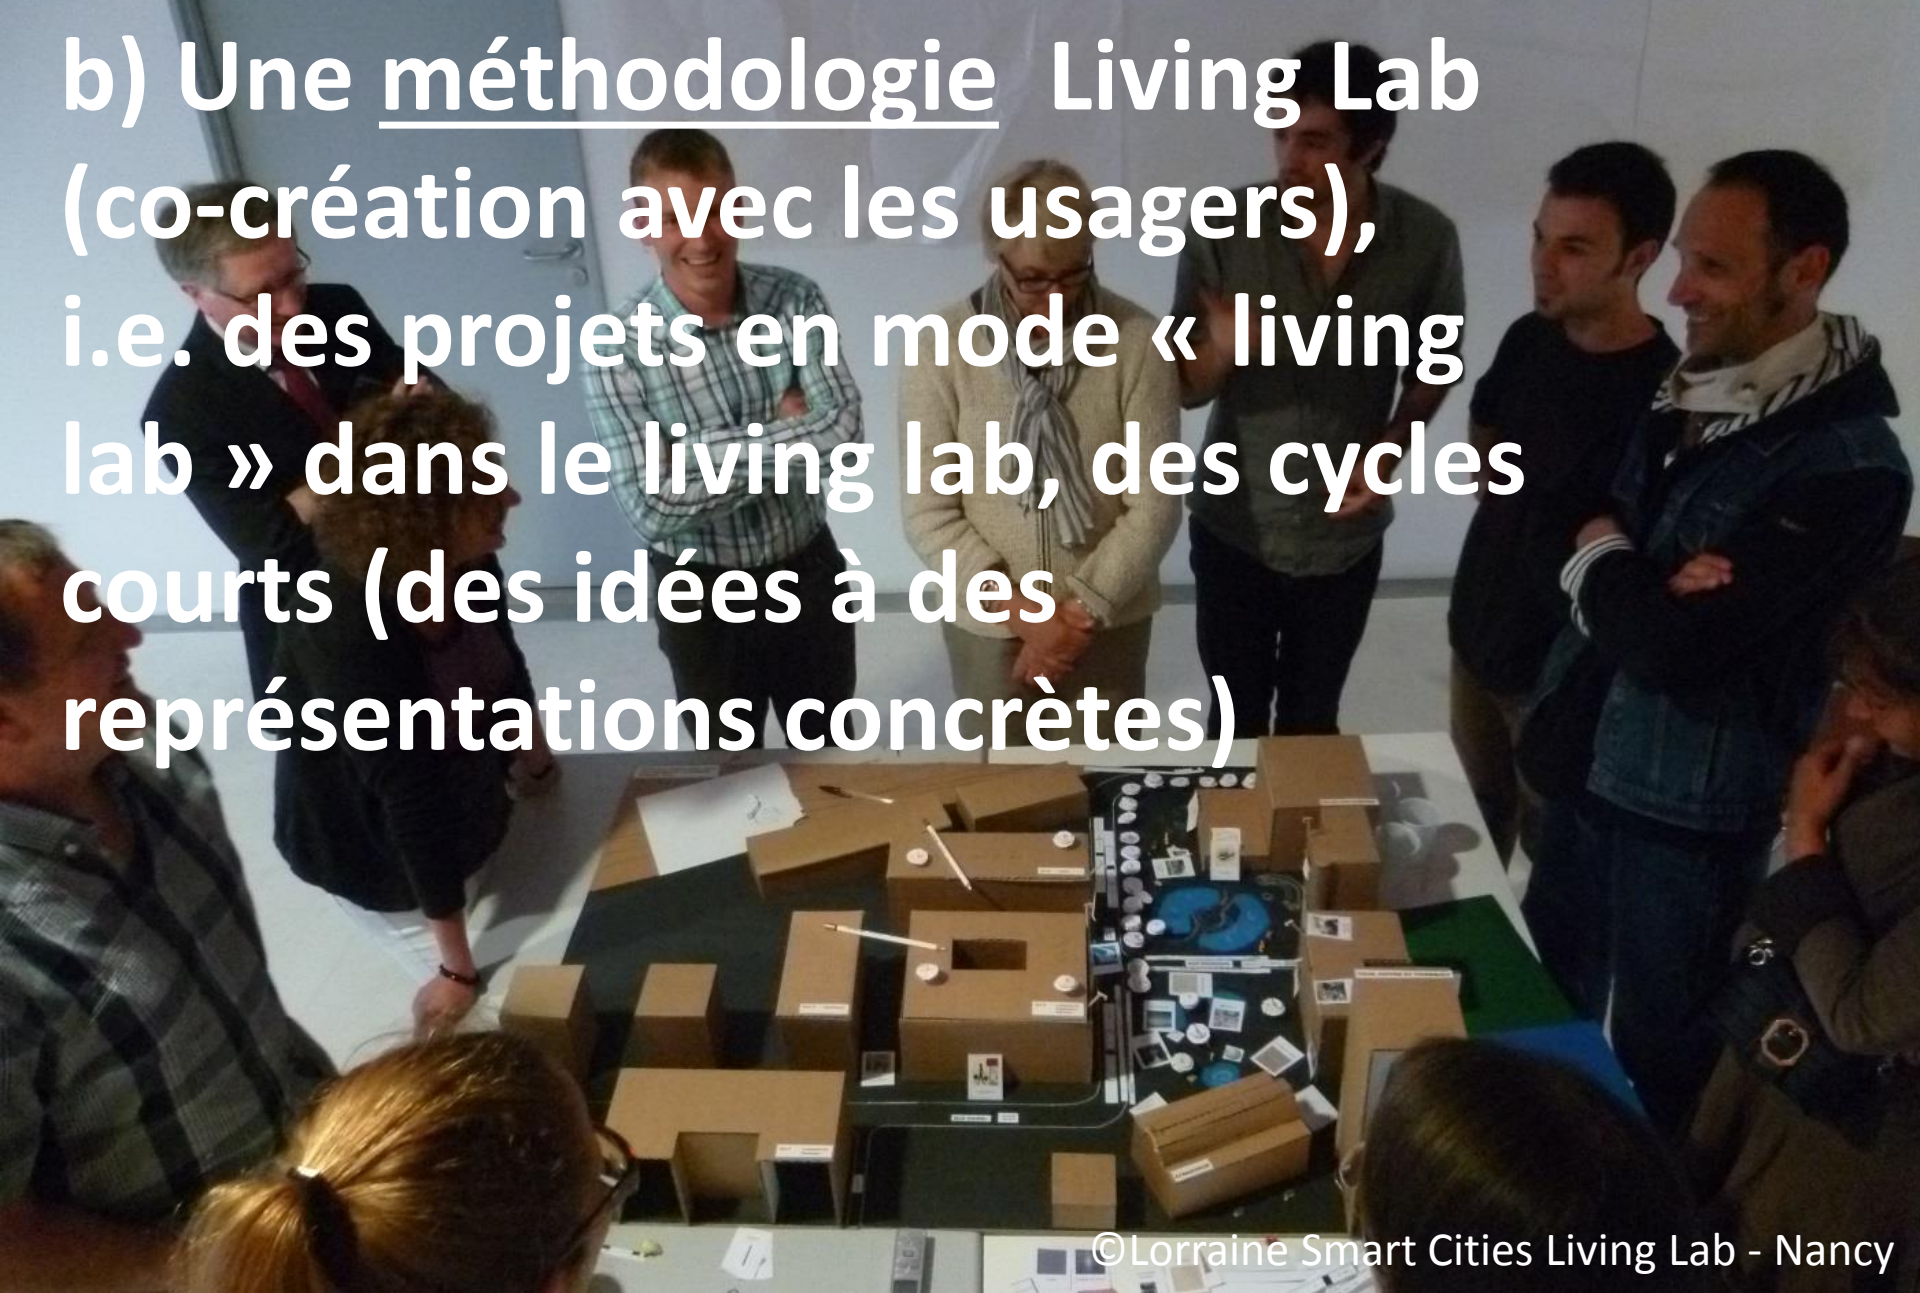 b) Une méthodologie Living Lab
(co-création avec les usagers),
i.e. des projets en mode « living
lab » dans le living lab, des cycles
courts (des idées à des
représentations concrètes)
©Lorraine Smart Cities Living Lab - Nancy